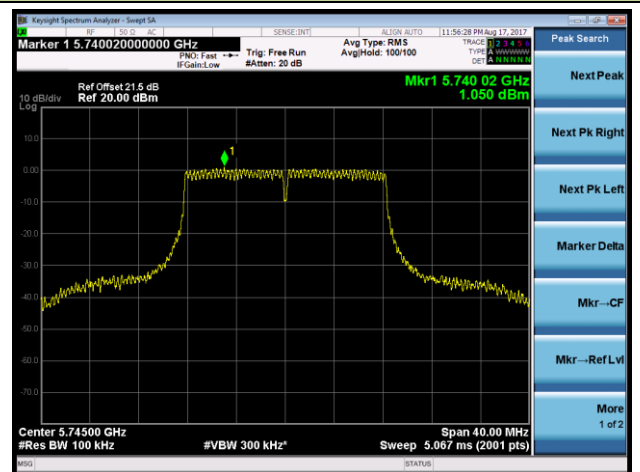 Keysight Spectrum Analyzer - Swept SA
RF 50 Ω AC SENSE:INT ALIGN AUTO 11:56:28 PM Aug 17, 2017
Marker 1 5.740020000000 GHz
PNO: Fast
IFGain:Low
Trig: Free Run
#Atten: 20 dB
Avg Type: RMS
Avg|Hold: 100/100
TRACE 1 2 3 4 5 6
TYPE A WWWWW
DET A N N N N N
Peak Search
Ref Offset 21.5 dB
10 dB/div Ref 20.00 dBm
Log
Mkr1 5.740 02 GHz
1.050 dBm
1
10.0
0.00
-10.0
-20.0
-30.0
-40.0
-50.0
-60.0
-70.0
Center 5.74500 GHz Span 40.00 MHz
#Res BW 100 kHz #VBW 300 kHz* Sweep 5.067 ms (2001 pts)
MSG STATUS
Next Peak
Next Pk Right
Next Pk Left
Marker Delta
Mkr→CF
Mkr→Ref Lvl
More
1 of 2